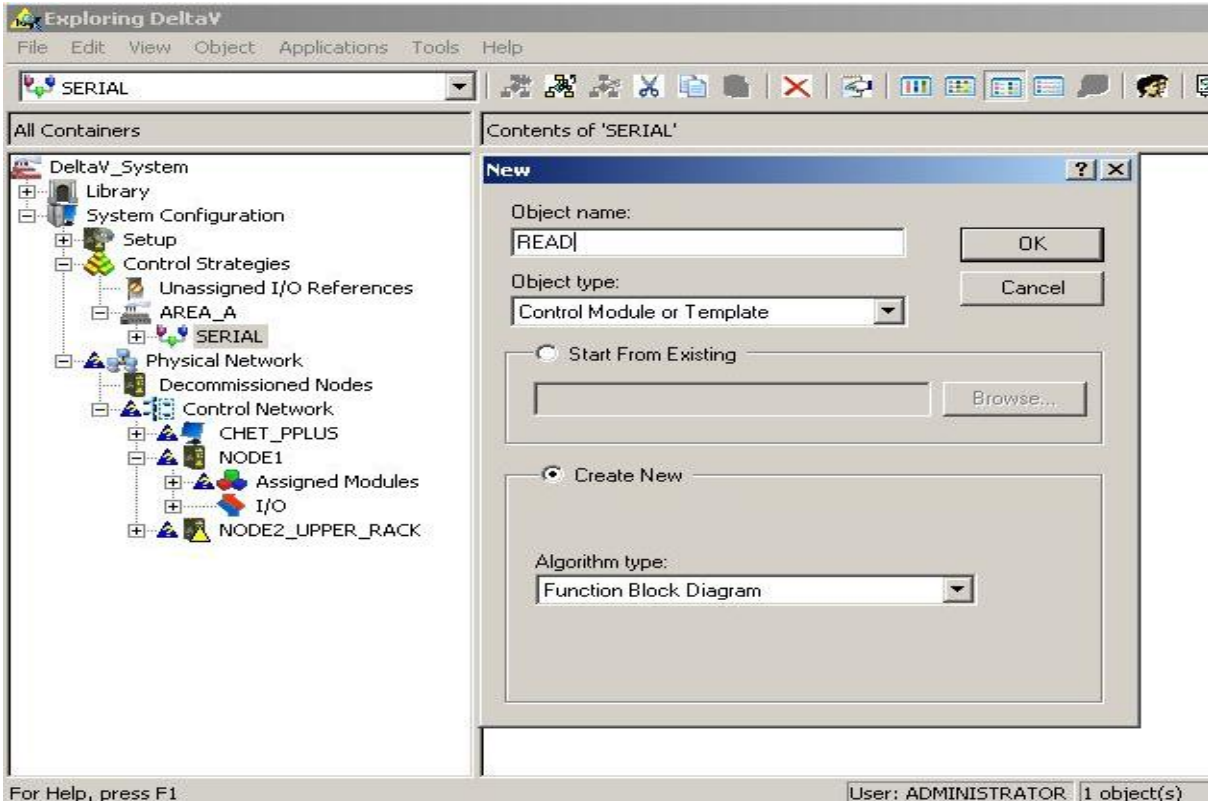 Exploring DeltaV
File Edit View Object Applications Tools Help
SERIAL
All Containers
Contents of 'SERIAL'
DeltaV_System
Library
System Configuration
Setup
Control Strategies
Unassigned I/O References
AREA_A
SERIAL
Physical Network
Decommissioned Nodes
Control Network
CHET_PPLUS
NODE1
Assigned Modules
I/O
NODE2_UPPER_RACK
New
Object name:
READ
OK
Object type:
Cancel
Control Module or Template
Start From Existing
Browse...
Create New
Algorithm type:
Function Block Diagram
For Help, press F1
User: ADMINISTRATOR
1 object(s)